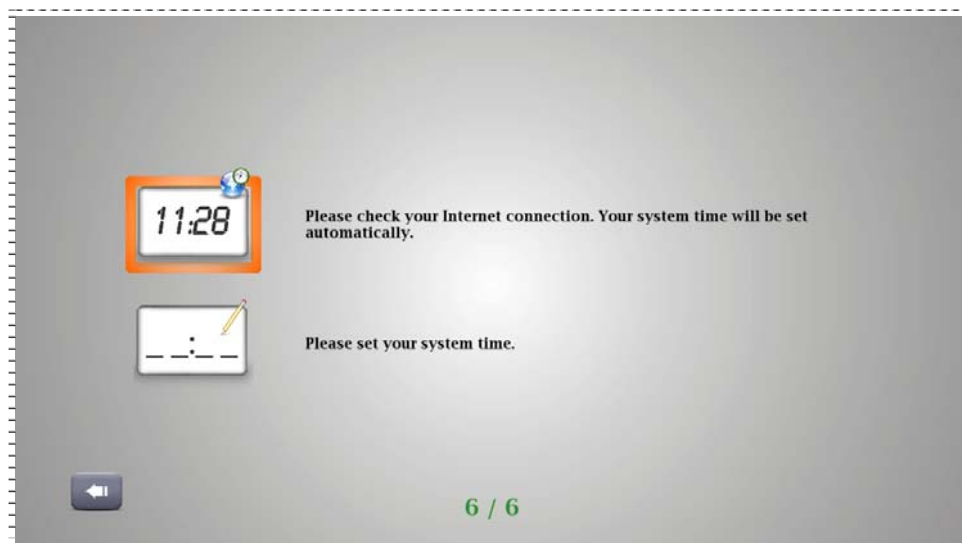 11:28
Please check your Internet connection. Your system time will be set
automatically.
_ _:_ _
Please set your system time.
6 / 6